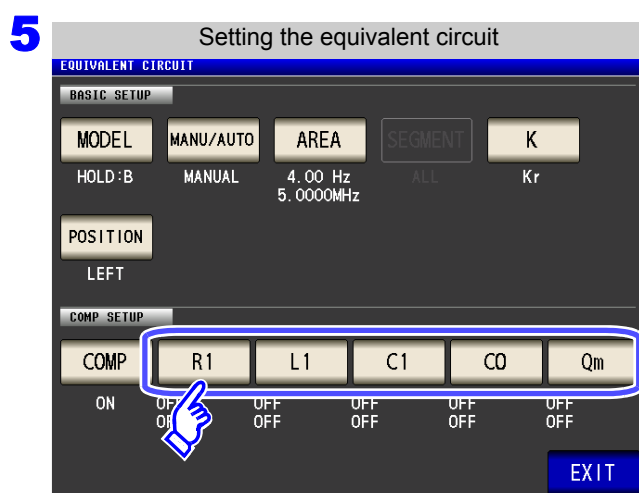 5
Setting the equivalent circuit
EQUIVALENT CIRCUIT
BASIC SETUP
MODEL MANU/AUTO AREA SEGMENT K
HOLD:B MANUAL 4.00 Hz ALL Kr
5.0000MHz
POSITION
LEFT
COMP SETUP
COMP R1 L1 C1 C0 Qm
ON OFF OFF OFF OFF OFF
OFF OFF OFF OFF OFF
EXIT